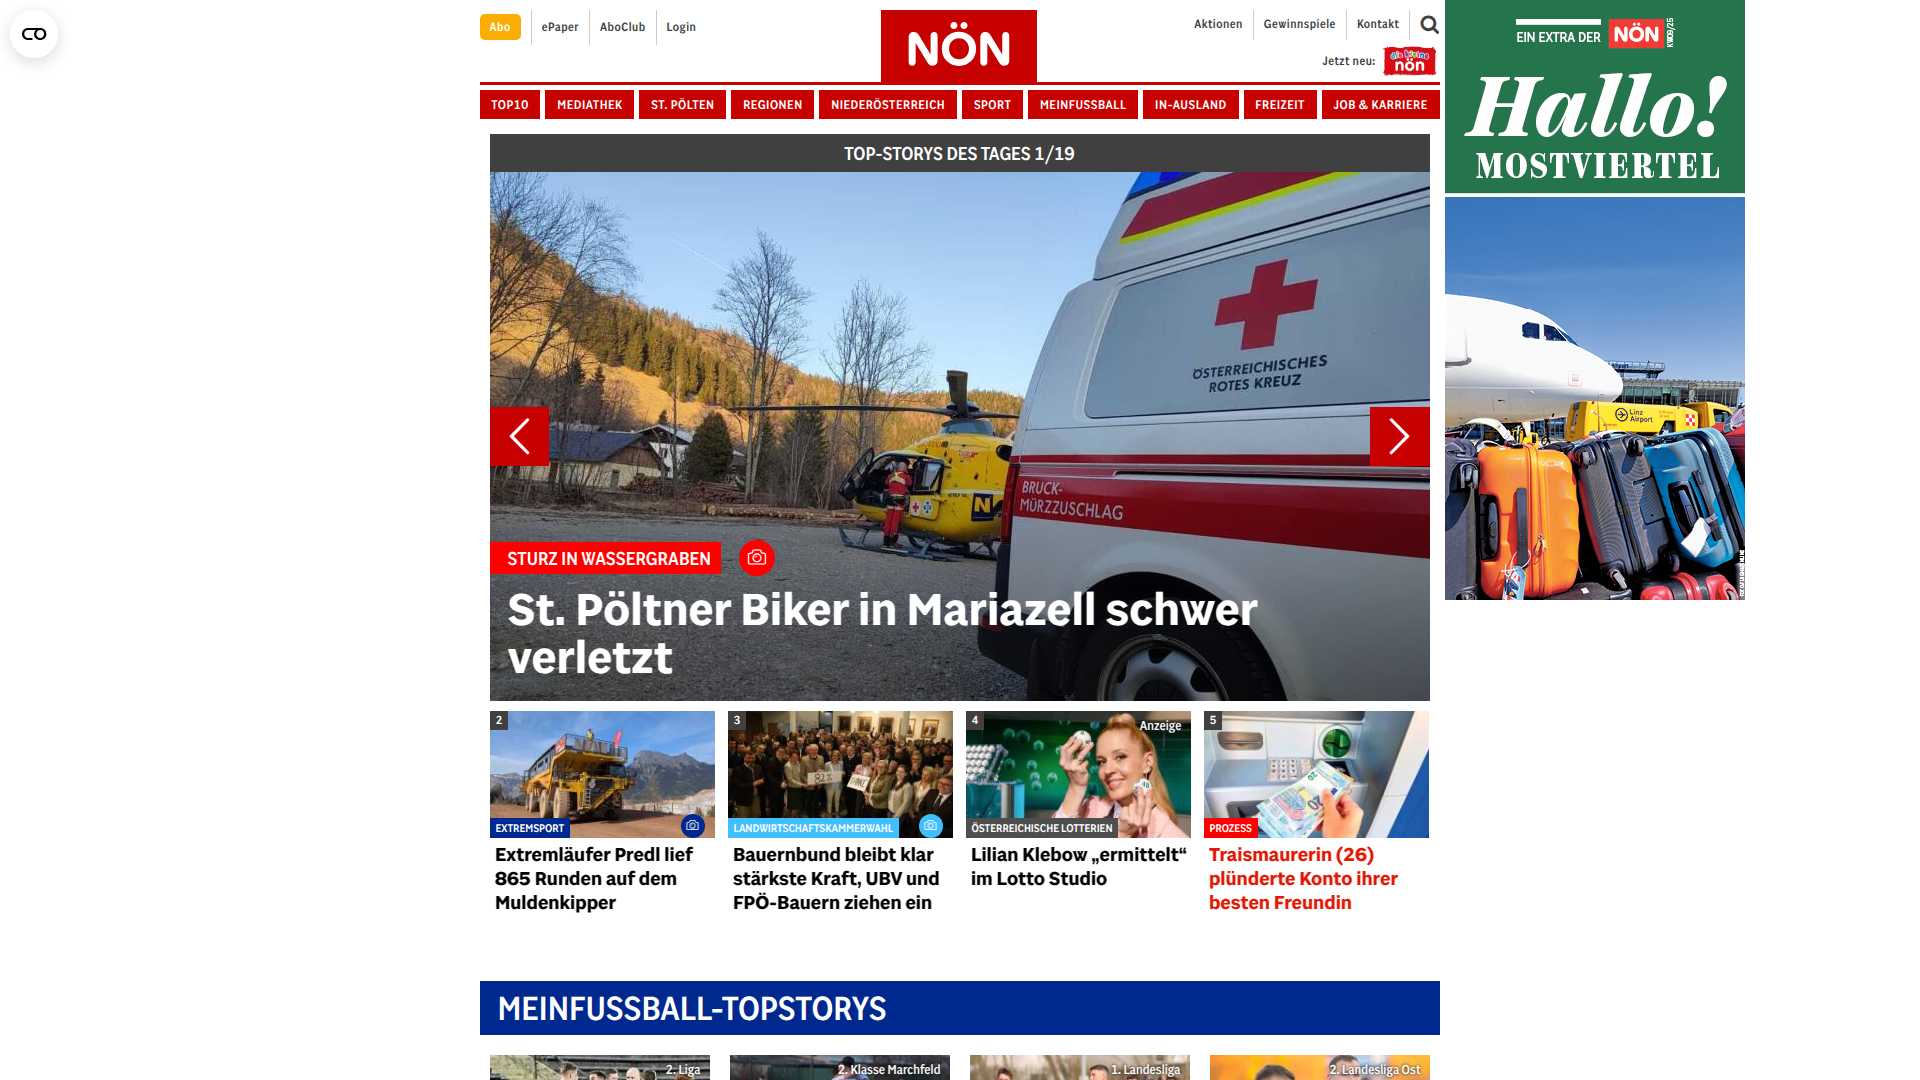 Abo
ePaper
AboClub
Login
NÖN
Aktionen
Gewinnspiele
Kontakt
Jetzt neu:
die kleine
nön
TOP10
MEDIATHEK
ST. PÖLTEN
REGIONEN
NIEDERÖSTERREICH
SPORT
MEINFUSSBALL
IN-AUSLAND
FREIZEIT
JOB & KARRIERE
EIN EXTRA DER
NÖN
KW09/25
Hallo!
MOSTVIERTEL
Linz
Airport
TOP-STORYS DES TAGES 1/19
ÖSTERREICHISCHES
ROTES KREUZ
BRUCK-
MÜRZZUSCHLAG
N
STURZ IN WASSERGRABEN
St. Pöltner Biker in Mariazell schwer
verletzt
2
EXTREMSPORT
Extremläufer Predl lief
865 Runden auf dem
Muldenkipper
3
82%
LANDWIRTSCHAFTSKAMMERWAHL
Bauernbund bleibt klar
stärkste Kraft, UBV und
FPÖ-Bauern ziehen ein
4
Anzeige
ÖSTERREICHISCHE LOTTERIEN
Lilian Klebow „ermittelt“
im Lotto Studio
5
20
PROZESS
Traismaurerin (26)
plünderte Konto ihrer
besten Freundin
MEINFUSSBALL-TOPSTORYS
2. Liga
2. Klasse Marchfeld
1. Landesliga
2. Landesliga Ost